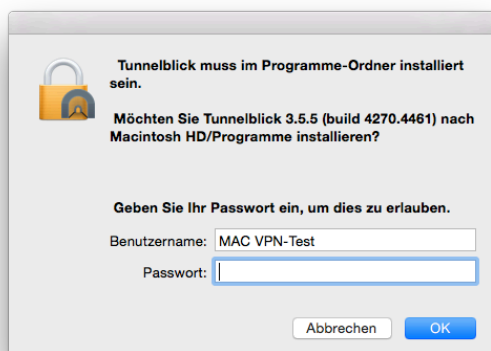 Tunnelblick muss im Programme-Ordner installiert
sein.
Möchten Sie Tunnelblick 3.5.5 (build 4270.4461) nach
Macintosh HD/Programme installieren?
Geben Sie Ihr Passwort ein, um dies zu erlauben.
Benutzername: MAC VPN-Test
Passwort:
Abbrechen OK